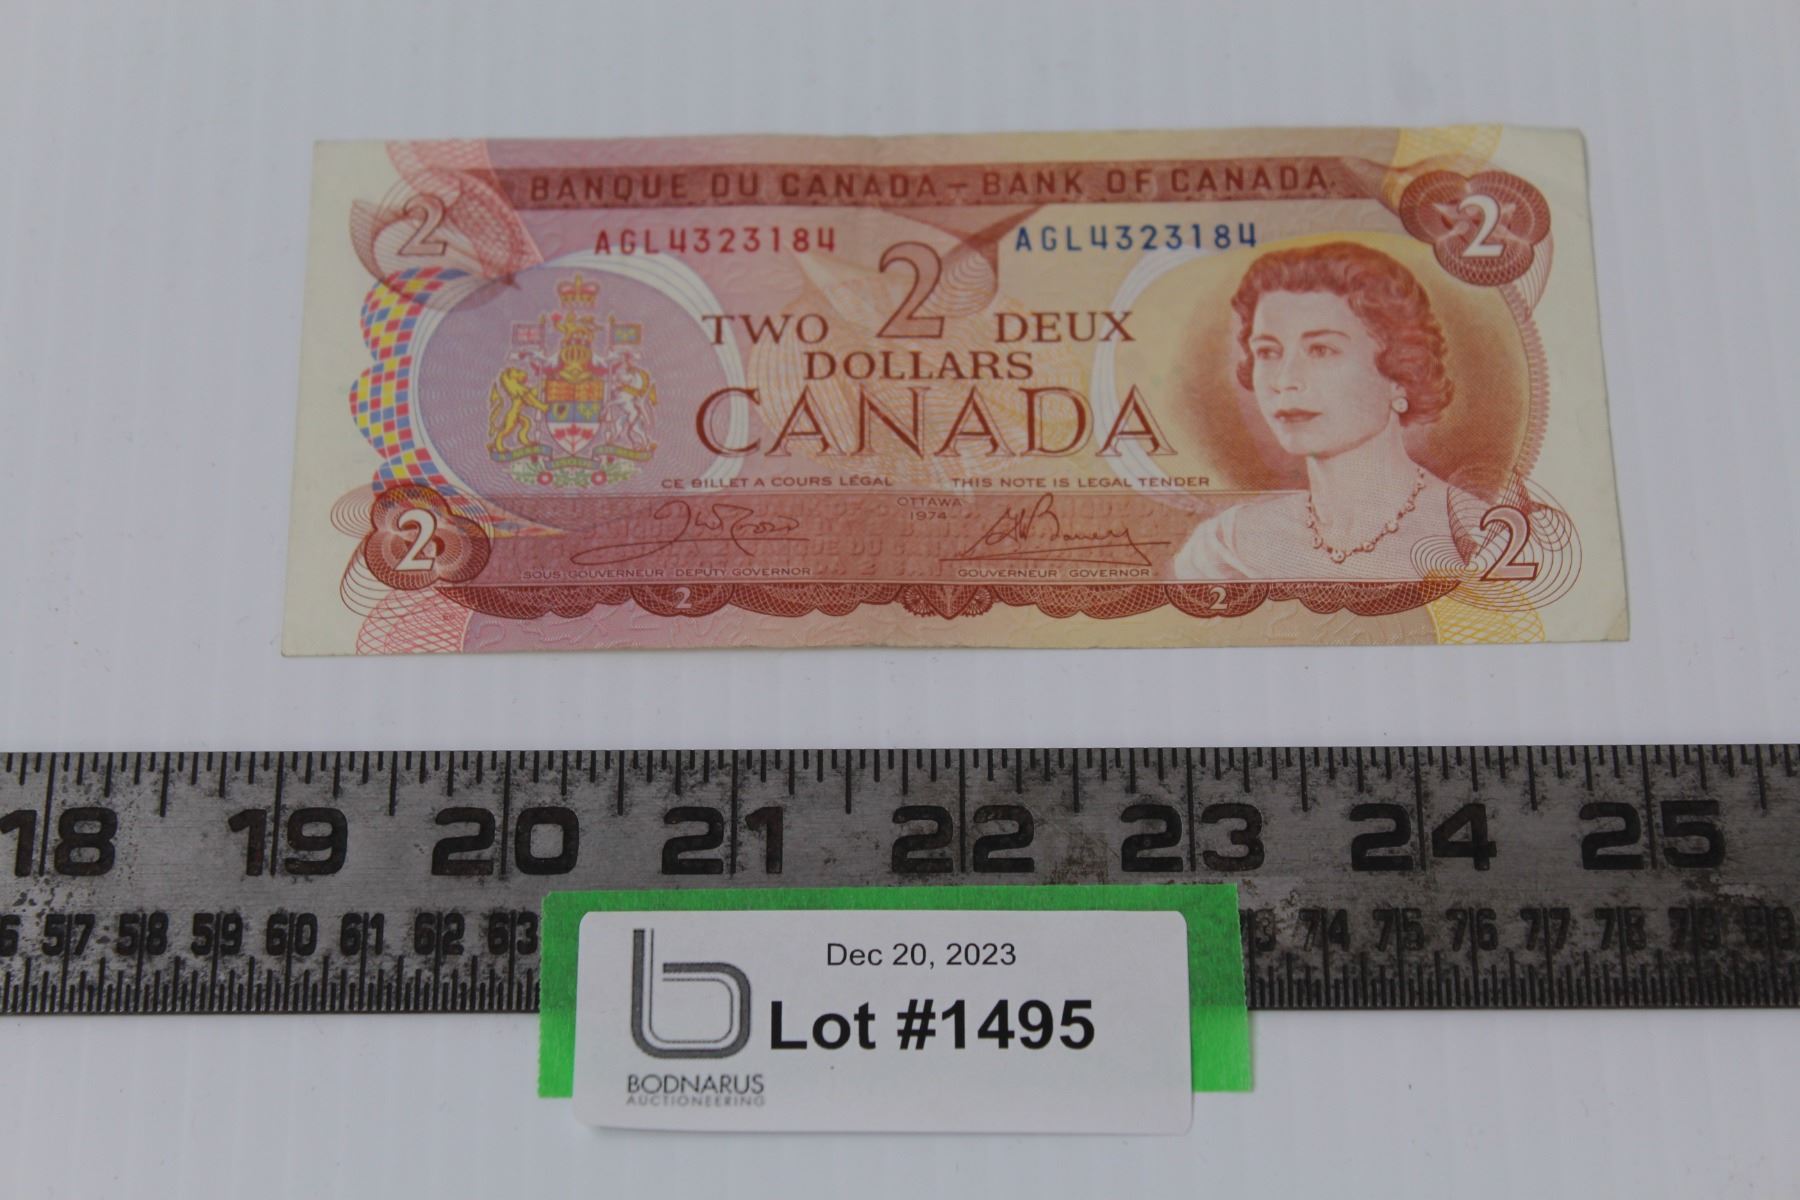 BANQUE DU CANADA – BANK OF CANADA
2 2
AGL4323184 AGL4323184
TWO 2 DEUX
DOLLARS
CANADA
CE BILLET A COURS LÉGAL THIS NOTE IS LEGAL TENDER
OTTAWA
1974
2 2
SOUS-GOUVERNEUR DEPUTY GOVERNOR GOUVERNEUR GOVERNOR
2 2
18 19 20 21 22 23 24 25
57 58 59 60 61 62 63 74 75 76 77 78 79
Dec 20, 2023
Lot #1495
BODNARUS
AUCTIONEERING